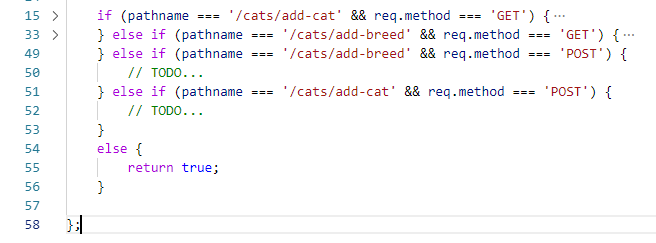 15 > if (pathname === '/cats/add-cat' && req.method === 'GET') {···
33 > } else if (pathname === '/cats/add-breed' && req.method === 'GET') {···
49 } else if (pathname === '/cats/add-breed' && req.method === 'POST') {
50 // TODO...
51 } else if (pathname === '/cats/add-cat' && req.method === 'POST') {
52 // TODO...
53 }
54 else {
55 return true;
56 }
57
58 };